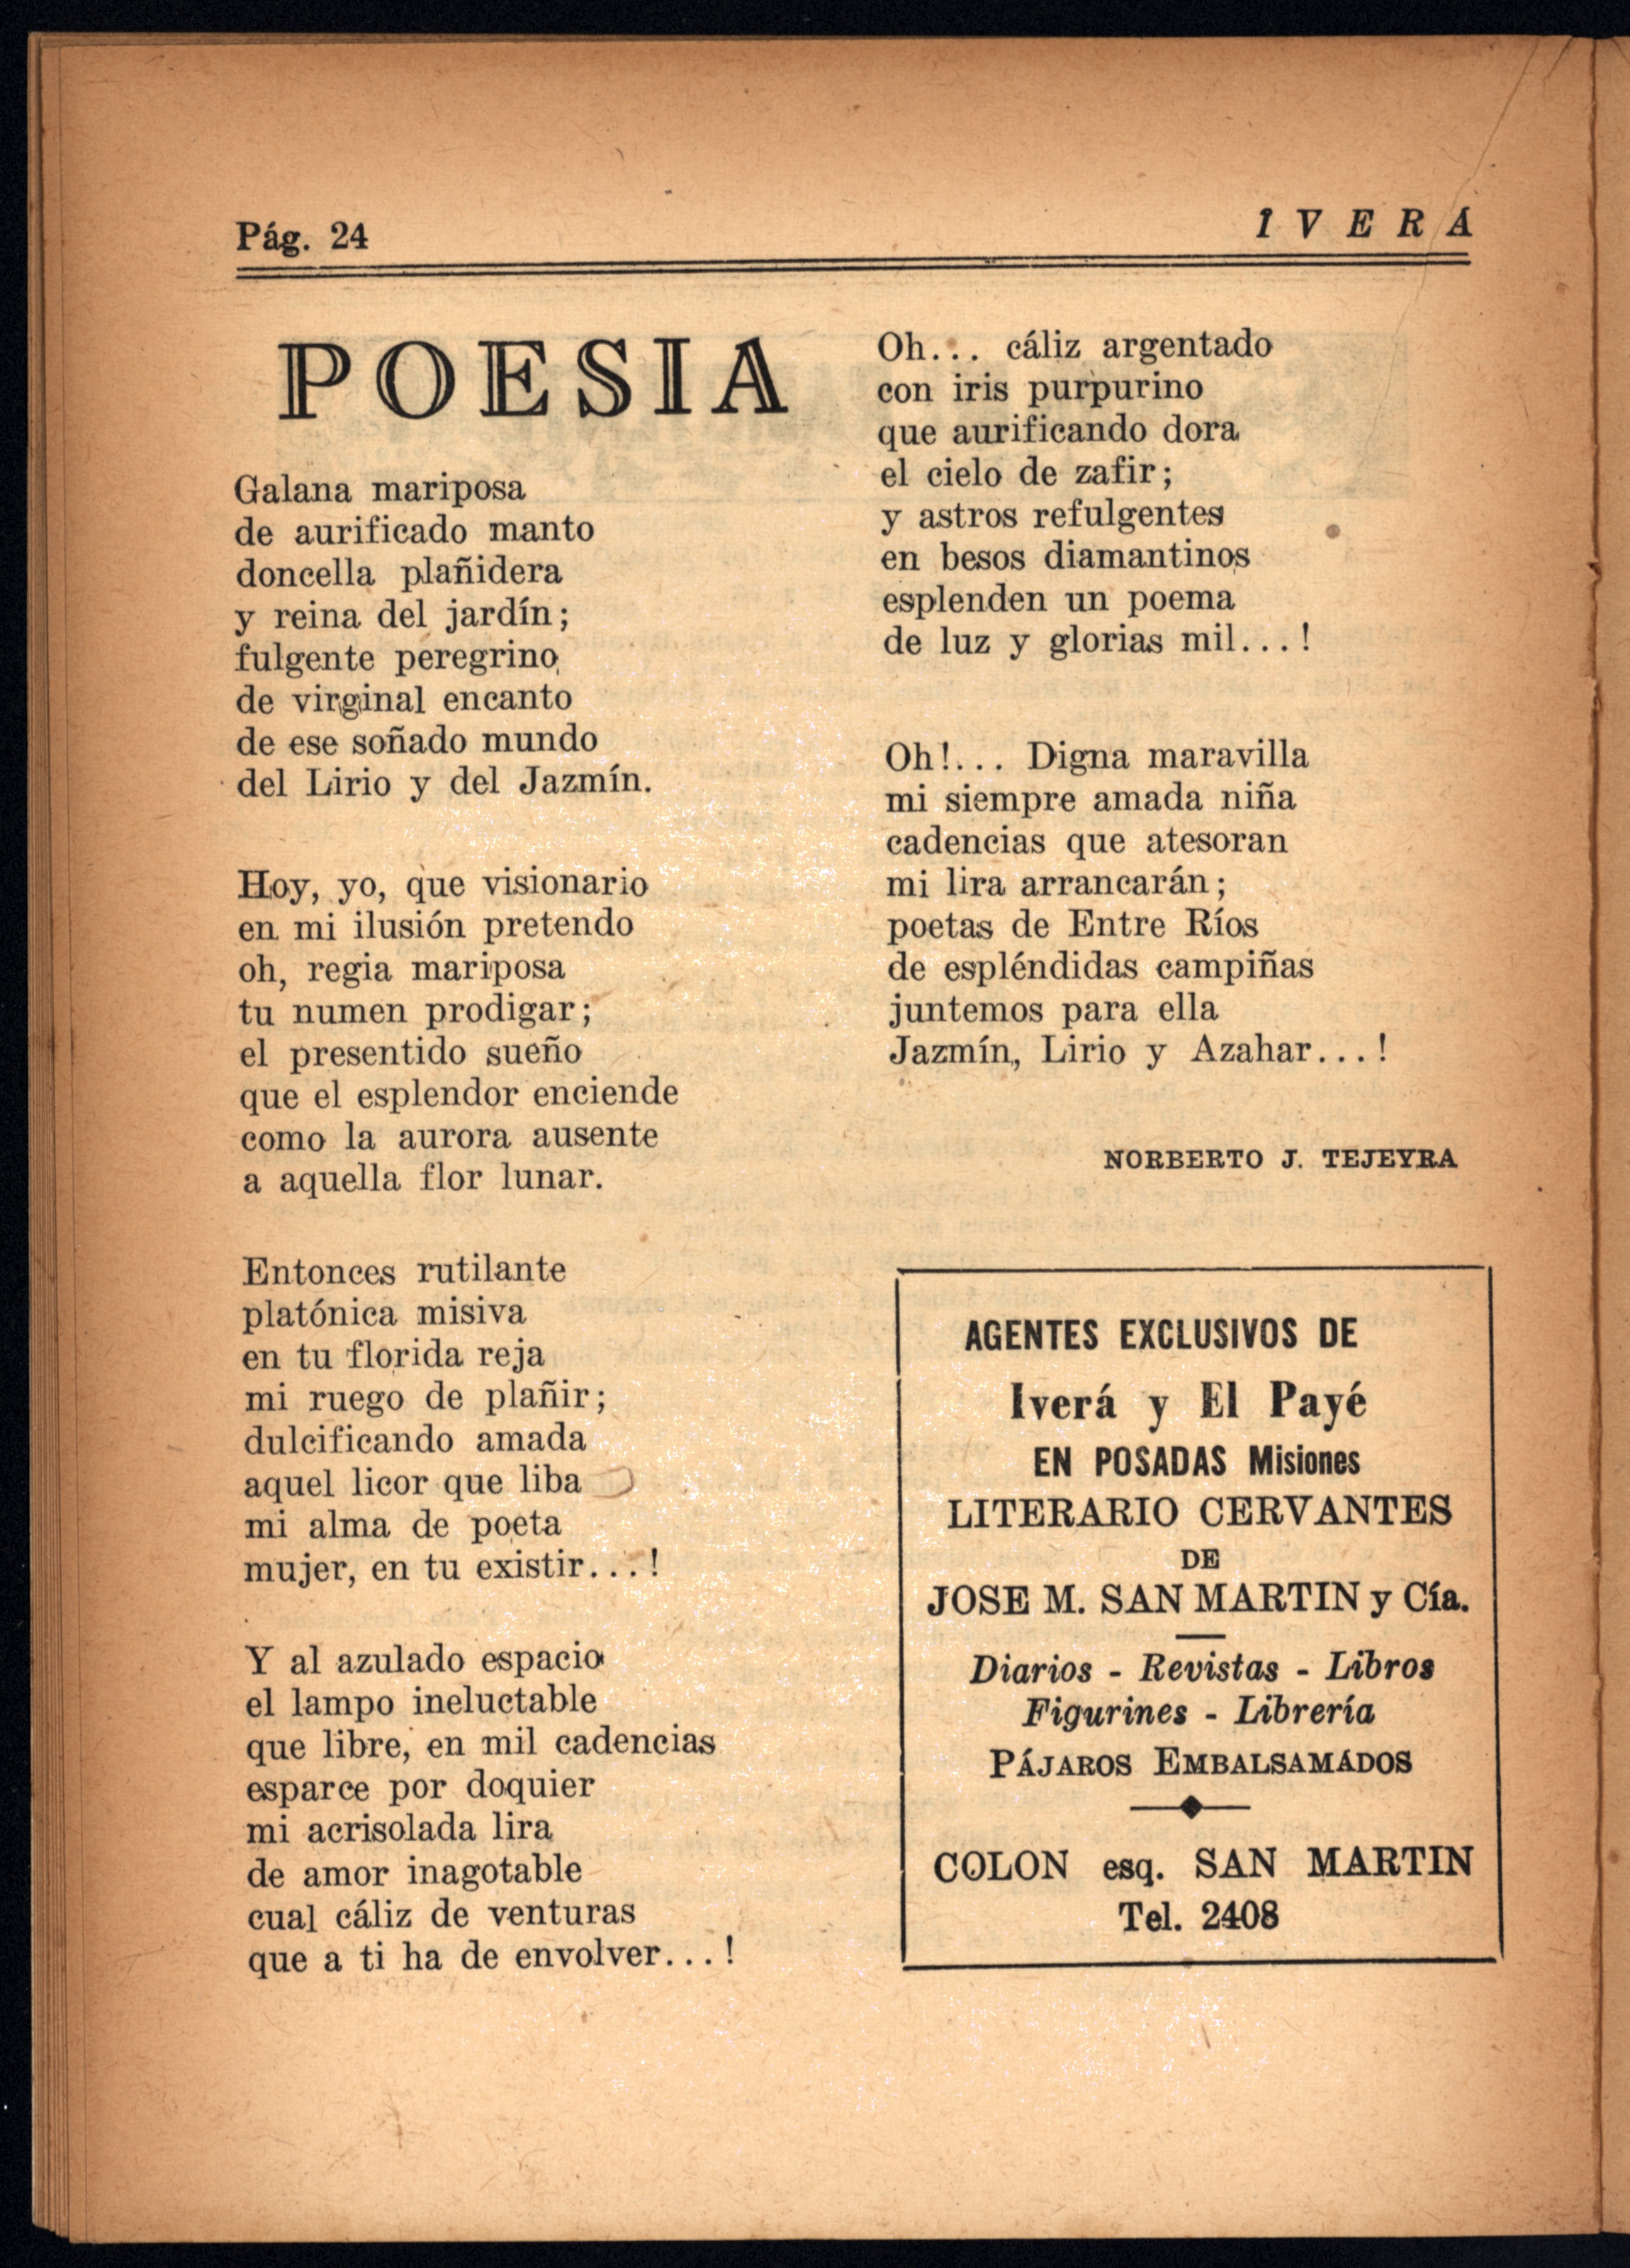 Pág. 24
IVERÁ
POESIA
Galana mariposa
de aurificado manto
doncella plañidera
y reina del jardín;
fulgente peregrino
de virginal encanto
de ese soñado mundo
del Lirio y del Jazmín.
Hoy, yo, que visionario
en mi ilusión pretendo
oh, regia mariposa
tu numen prodigar;
el presentido sueño
que el esplendor enciende
como la aurora ausente
a aquella flor lunar.
Entonces rutilante
platónica misiva
en tu florida reja
mi ruego de plañir;
dulcificando amada
aquel licor que liba
mi alma de poeta
mujer, en tu existir...!
Y al azulado espacio
el lampo ineluctable
que libre, en mil cadencias
esparce por doquier
mi acrisolada lira
de amor inagotable
cual cáliz de venturas
que a ti ha de envolver...!
Oh... cáliz argentado
con iris purpurino
que aurificando dora
el cielo de zafir;
y astros refulgentes
en besos diamantinos
esplenden un poema
de luz y glorias mil...!
Oh!... Digna maravilla
mi siempre amada niña
cadencias que atesoran
mi lira arrancarán;
poetas de Entre Ríos
de espléndidas campiñas
juntemos para ella
Jazmín, Lirio y Azahar...!
NORBERTO J. TEJEYRA
AGENTES EXCLUSIVOS DE
Iverá y El Payé
EN POSADAS Misiones
LITERARIO CERVANTES
DE
JOSE M. SAN MARTIN y Cía.
Diarios - Revistas - Libros
Figurines - Librería
PÁJAROS EMBALSAMADOS
COLON esq. SAN MARTIN
Tel. 2408